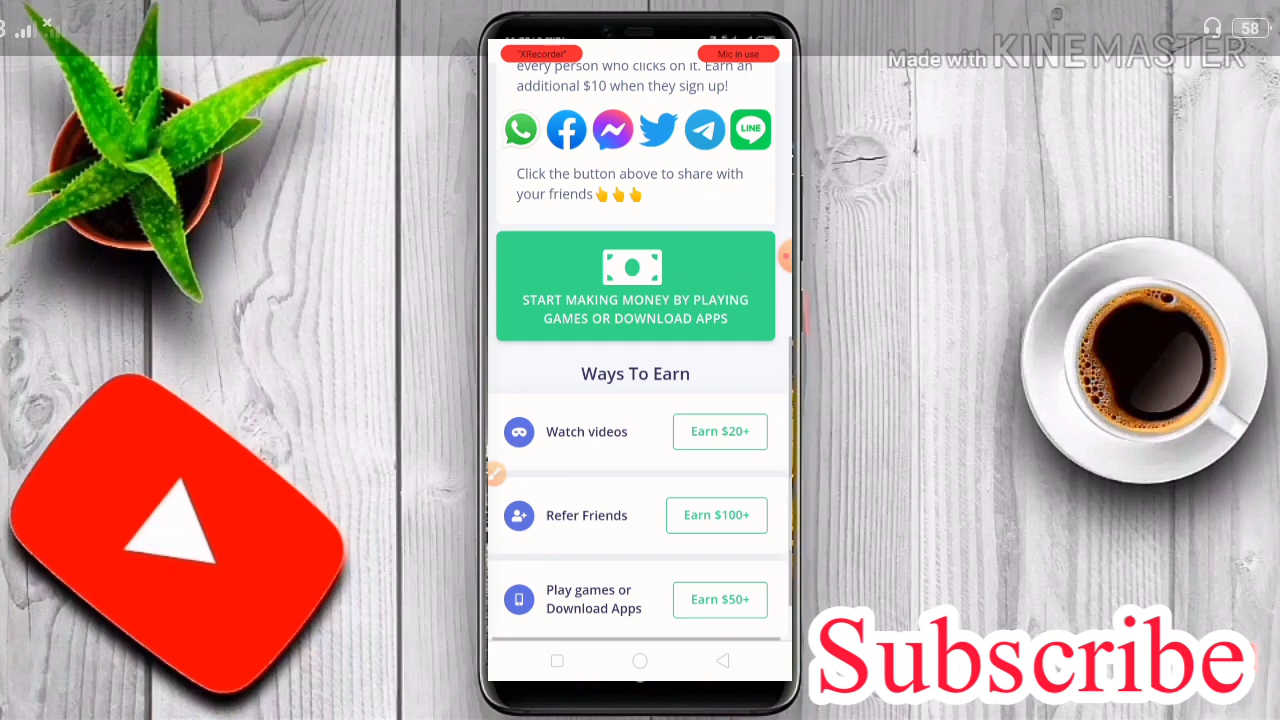 58
Made with KINEMASTER
"XRecorder"
Mic in use
every person who clicks on it. Earn an
additional $10 when they sign up!
LINE
Click the button above to share with
your friends👆👆👆
START MAKING MONEY BY PLAYING
GAMES OR DOWNLOAD APPS
Ways To Earn
Watch videos
Earn $20+
Refer Friends
Earn $100+
Play games or
Download Apps
Earn $50+
Subscribe